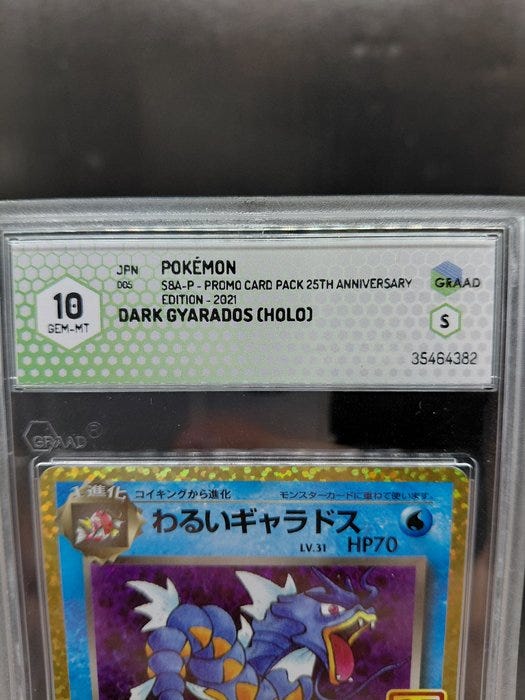 JPN POKÉMON
005 S8A-P - PROMO CARD PACK 25TH ANNIVERSARY
EDITION - 2021
DARK GYARADOS (HOLO)
10
GEM-MT
GRAAD
S
35464382
GRAAD®
1進化 コイキングから進化 モンスターカードに重ねて使います
わるいギャラドス
LV.31 HP70